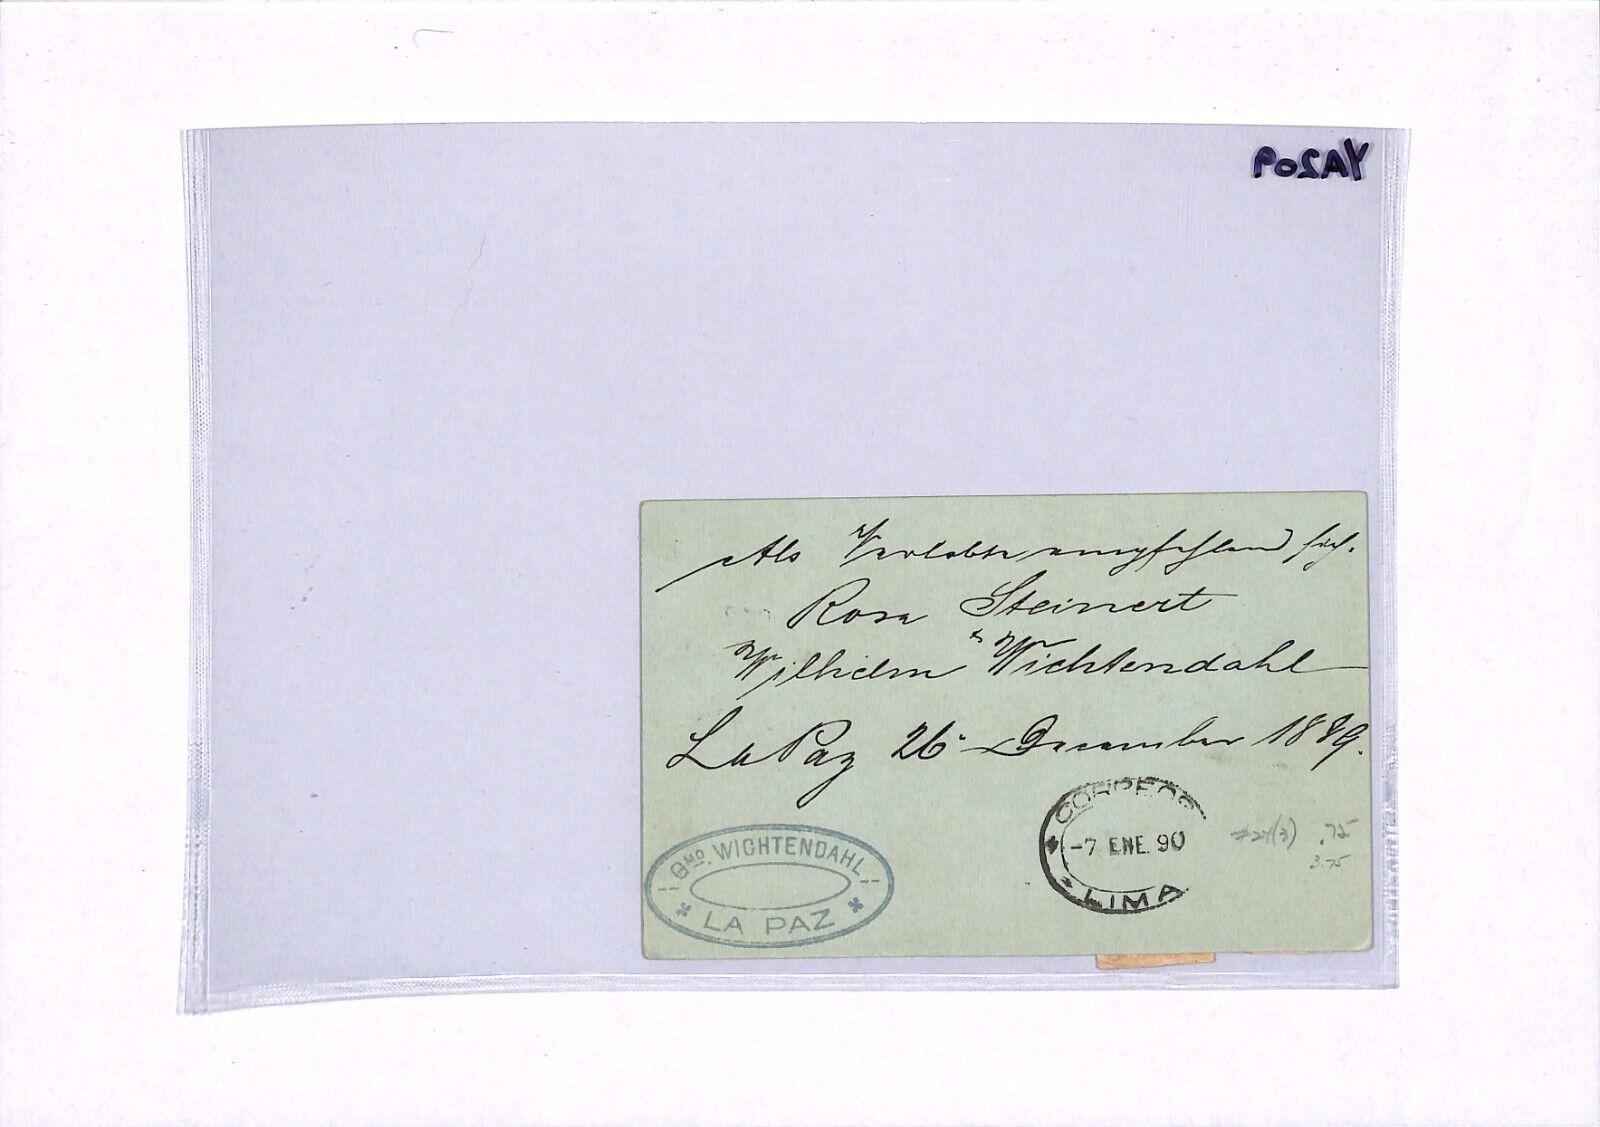 YA209
Als Verlobte empfehlen sich.
Rosa Steinert
Wilhelm Wichtendahl
La Paz 26 December 1889.
CORREOS
-7 ENE. 90
LIMA
.75
3.75
GMO. WICHTENDAHL
LA PAZ